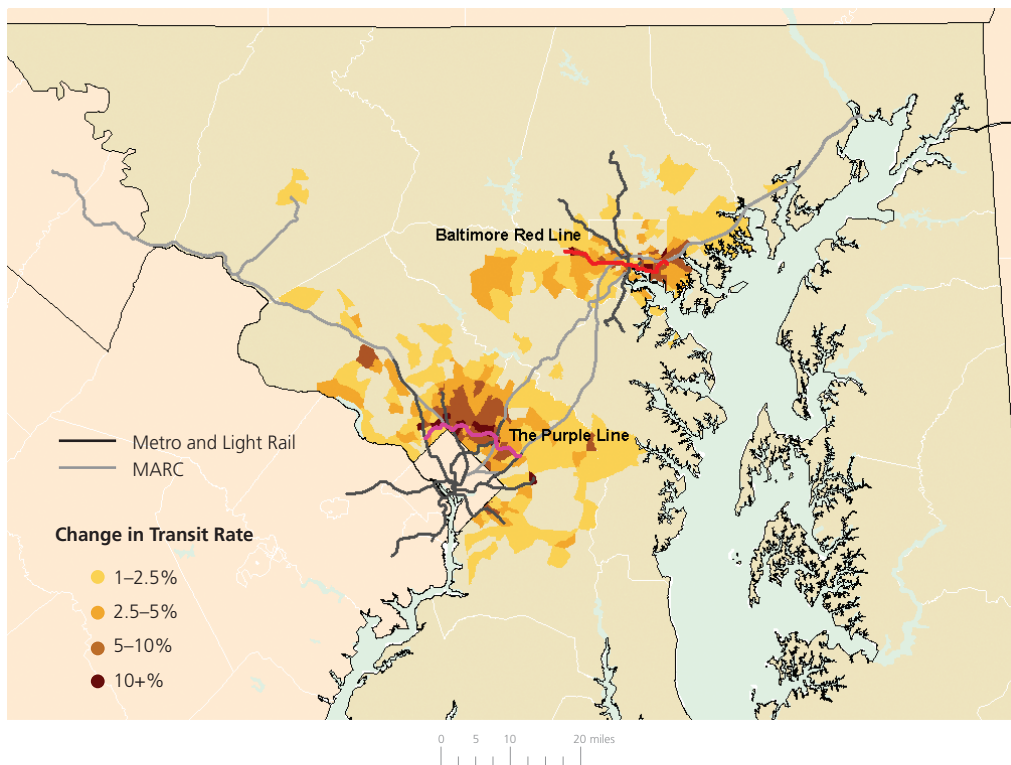 Baltimore Red Line
The Purple Line
Metro and Light Rail
MARC
Change in Transit Rate
1–2.5%
2.5–5%
5–10%
10+%
0 5 10 20 miles